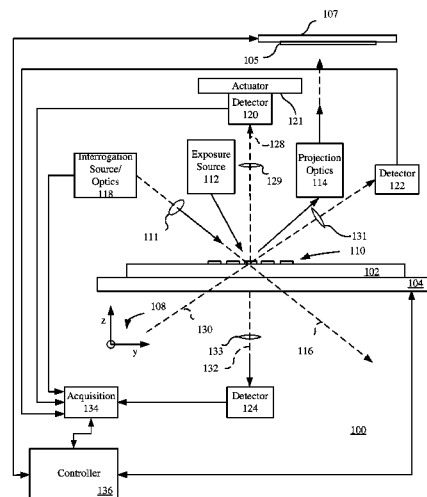 107
105
Actuator
121
Detector
120
128
129
Interrogation
Source/
Optics
118
Exposure
Source
112
Projection
Optics
114
Detector
122
111
131
110
102
104
108
z
y
130
133
132
116
Acquisition
134
Detector
124
100
Controller
136